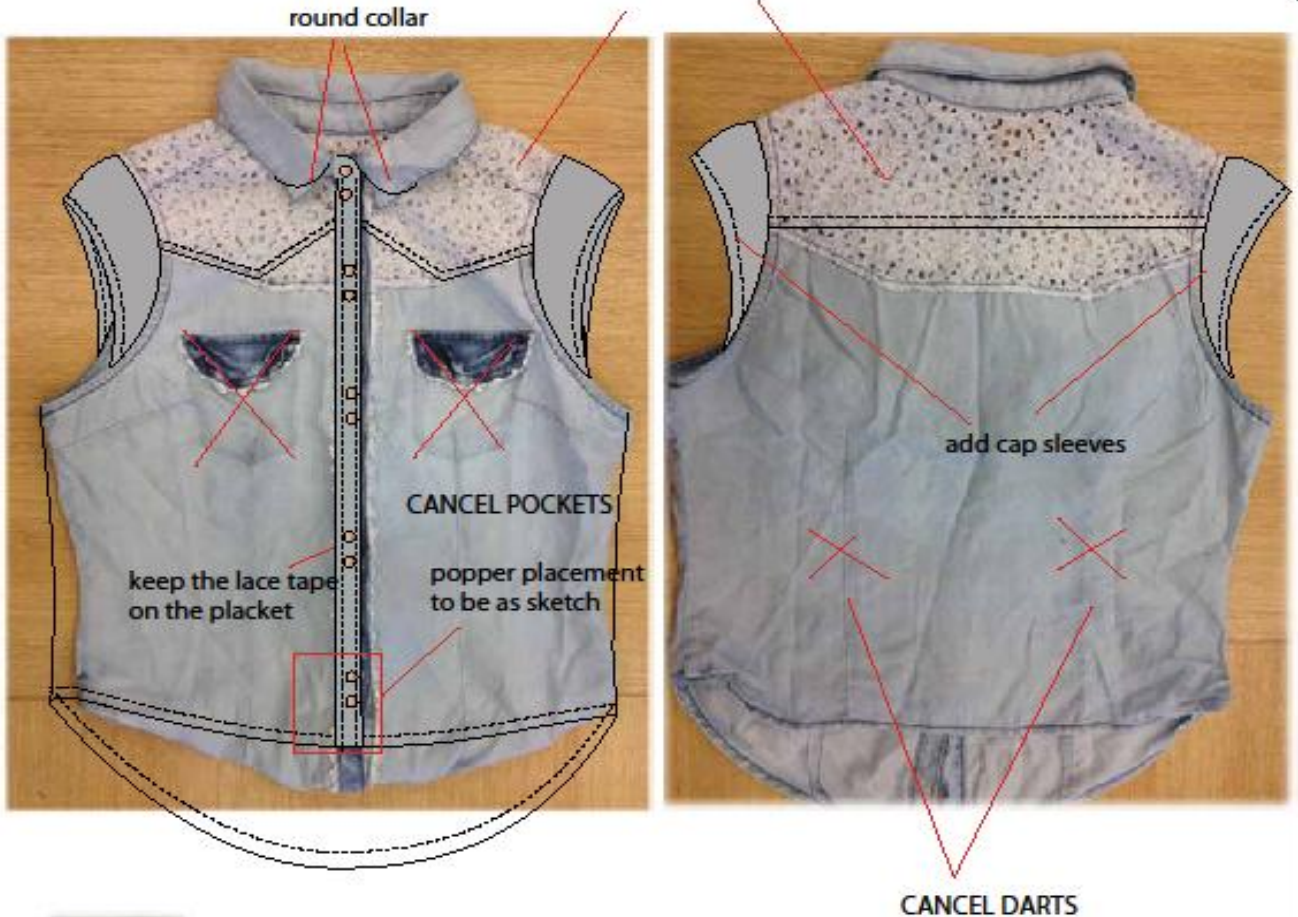 round collar
CANCEL POCKETS
keep the lace tape
on the placket
popper placement
to be as sketch
add cap sleeves
CANCEL DARTS